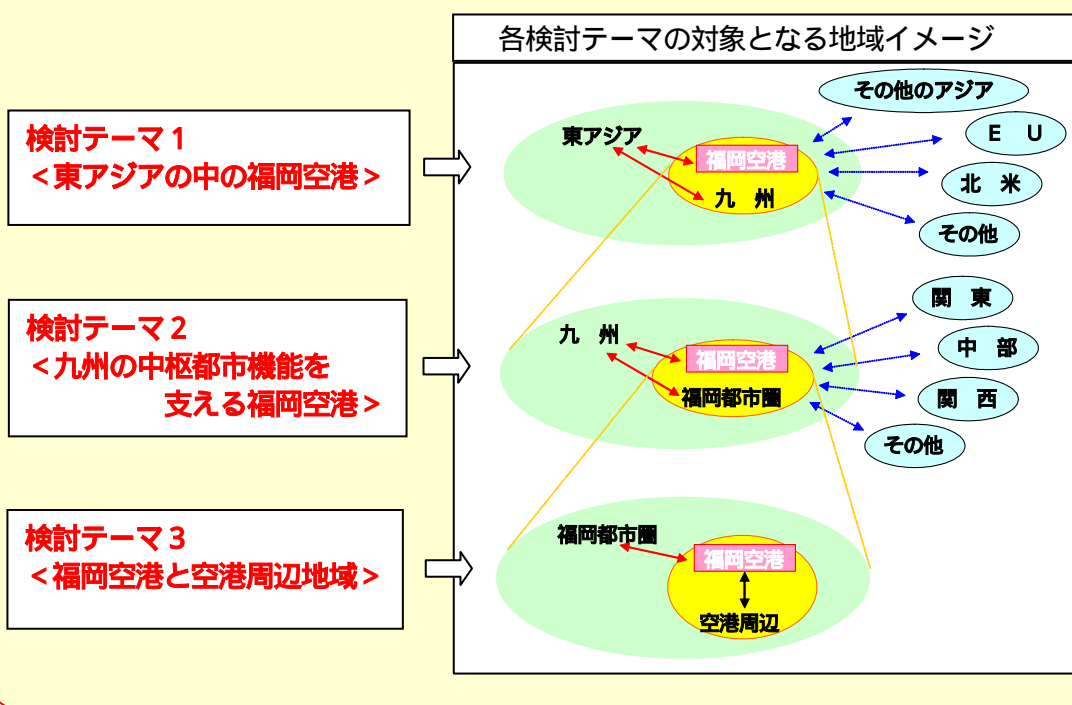 各検討テーマの対象となる地域イメージ
検討テーマ１
＜東アジアの中の福岡空港＞
東アジア
福岡空港
九　州
その他のアジア
Ｅ　Ｕ
北　米
その他
検討テーマ２
＜九州の中枢都市機能を
支える福岡空港＞
九　州
福岡空港
福岡都市圏
関　東
中　部
関　西
その他
検討テーマ３
＜福岡空港と空港周辺地域＞
福岡都市圏
福岡空港
空港周辺